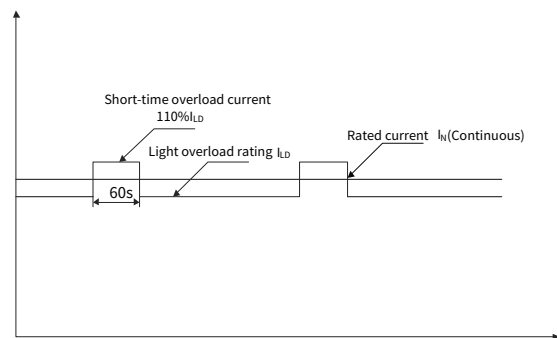 Short-time overload current
110%ILD
Light overload rating ILD
Rated current IN(Continuous)
60s